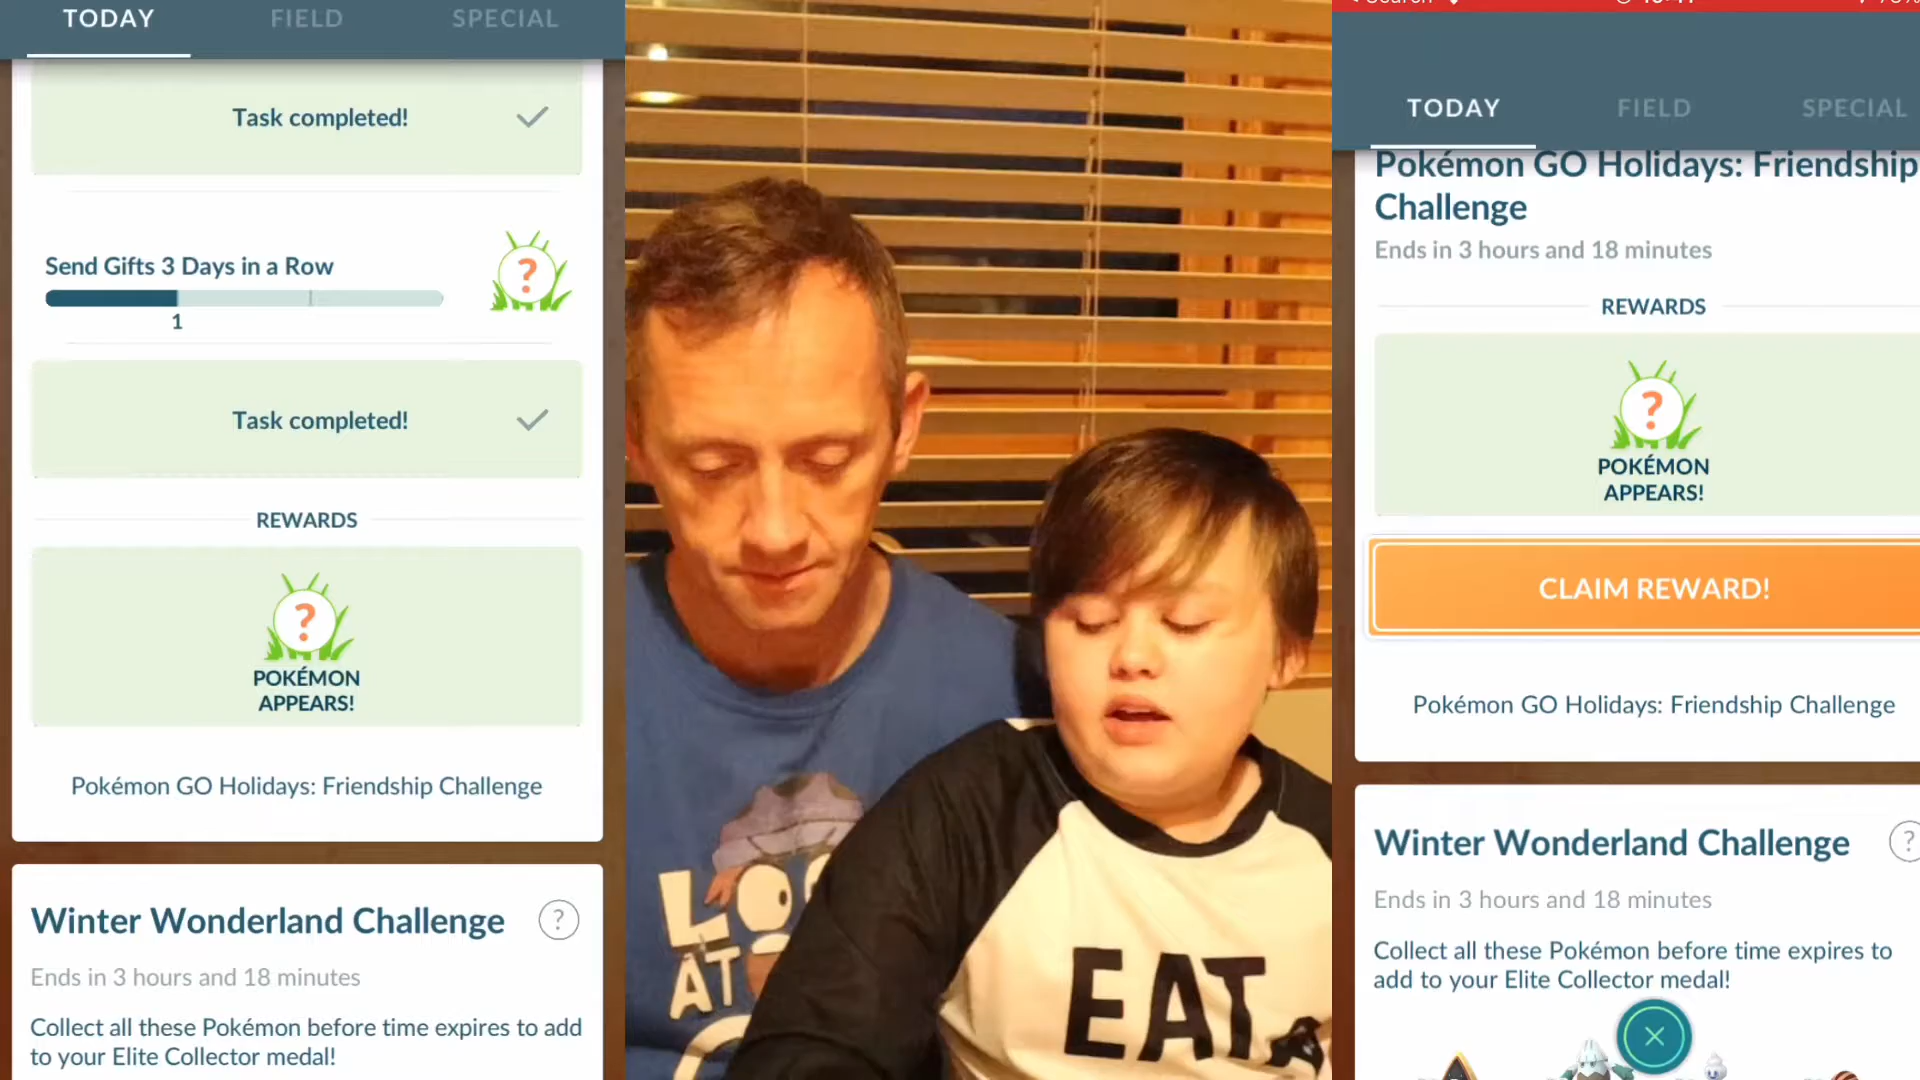 TODAY FIELD SPECIAL
Task completed!
Send Gifts 3 Days in a Row
?
1
Task completed!
REWARDS
?
POKÉMON
APPEARS!
Pokémon GO Holidays: Friendship Challenge
Winter Wonderland Challenge ?
Ends in 3 hours and 18 minutes
Collect all these Pokémon before time expires to add
to your Elite Collector medal!
LOO
AT
EAT
TODAY FIELD SPECIAL
Pokémon GO Holidays: Friendship
Challenge
Ends in 3 hours and 18 minutes
REWARDS
?
POKÉMON
APPEARS!
CLAIM REWARD!
Pokémon GO Holidays: Friendship Challenge
Winter Wonderland Challenge ?
Ends in 3 hours and 18 minutes
Collect all these Pokémon before time expires to
add to your Elite Collector medal!